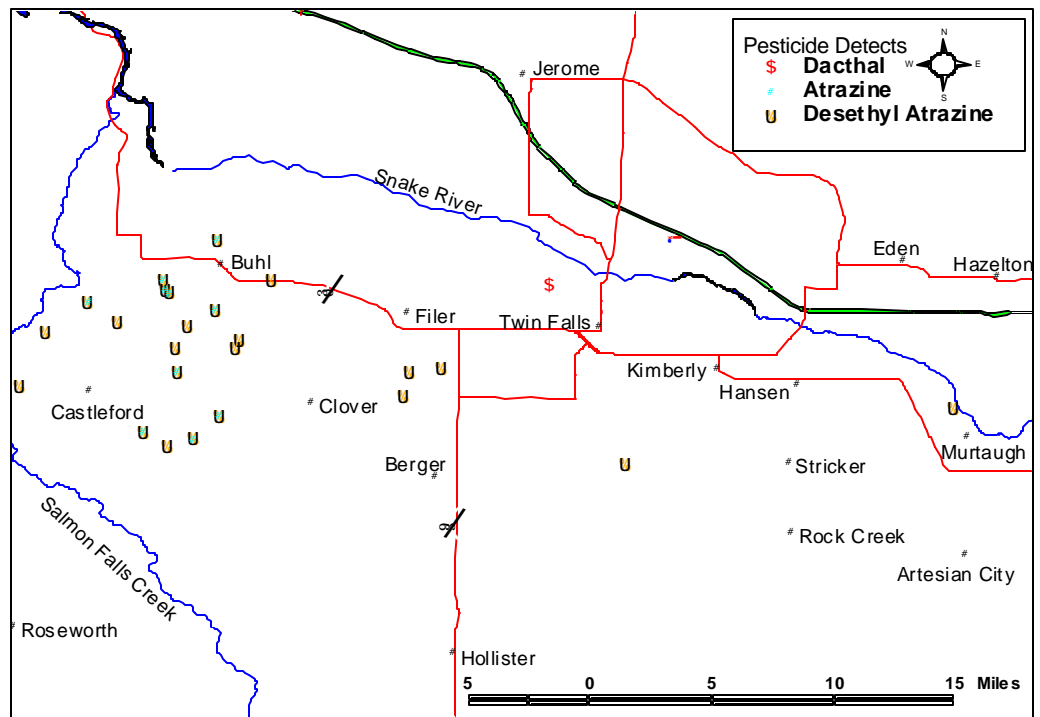 Pesticide Detects
$ Dacthal
# Atrazine
U Desethyl Atrazine
N
W E
S
Jerome
Snake River
Eden
Hazelton
Buhl
Filer
Twin Falls
$
Kimberly
Hansen
Castleford
Clover
Murtaugh
Berger
Stricker
Rock Creek
Artesian City
Salmon Falls Creek
Roseworth
Hollister
5 0 5 10 15 Miles